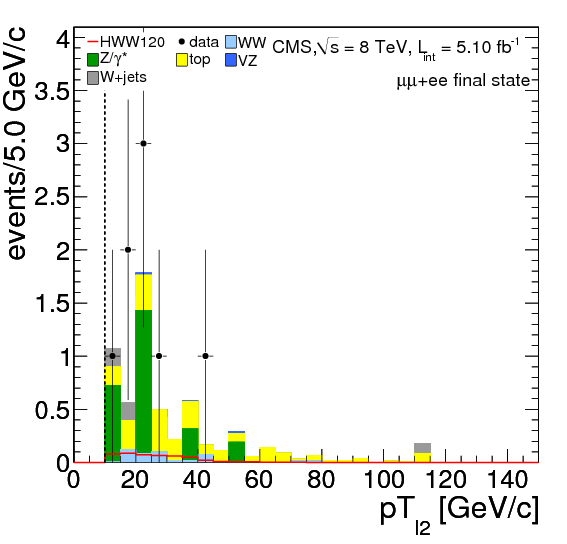 HWW120 data WW CMS,√s = 8 TeV, L_int = 5.10 fb⁻¹
Z/γ* top VZ
W+jets μμ+ee final state
events/5.0 GeV/c
4
3.5
3
2.5
2
1.5
1
0.5
0
0 20 40 60 80 100 120 140
pT_l2 [GeV/c]